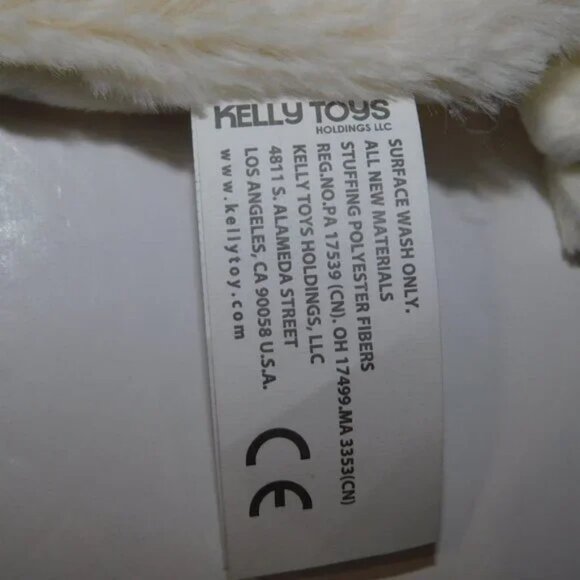 KELLY TOYS
HOLDINGS LLC
SURFACE WASH ONLY.
ALL NEW MATERIALS
STUFFING POLYESTER FIBERS
REG.NO.PA 17539 (CN). OH 17499.MA 3353(CN)
KELLY TOYS HOLDINGS, LLC
4811 S. ALAMEDA STREET
LOS ANGELES, CA 90058 U.S.A.
www.kellytoy.com
CE